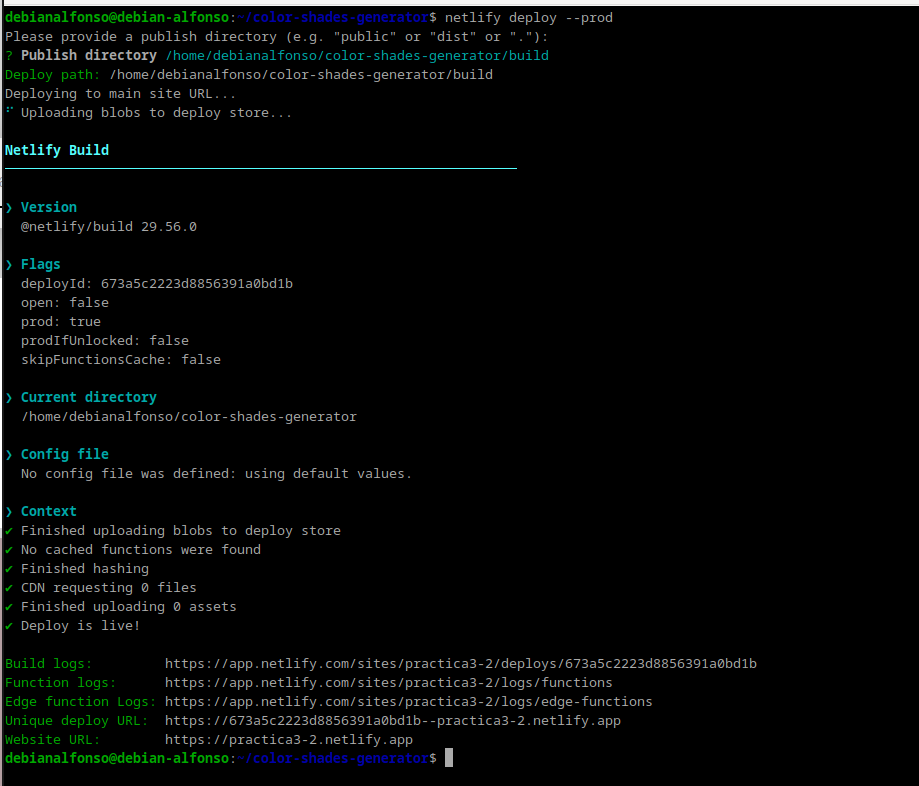 debianalfonso@debian-alfonso:~/color-shades-generator$ netlify deploy --prod
Please provide a publish directory (e.g. "public" or "dist" or "."):
? Publish directory /home/debianalfonso/color-shades-generator/build
Deploy path: /home/debianalfonso/color-shades-generator/build
Deploying to main site URL...
⠋ Uploading blobs to deploy store...
Netlify Build
────────────────────────────────────────────────────────────────
❯ Version
@netlify/build 29.56.0
❯ Flags
deployId: 673a5c2223d8856391a0bd1b
open: false
prod: true
prodIfUnlocked: false
skipFunctionsCache: false
❯ Current directory
/home/debianalfonso/color-shades-generator
❯ Config file
No config file was defined: using default values.
❯ Context
✔ Finished uploading blobs to deploy store
✔ No cached functions were found
✔ Finished hashing
✔ CDN requesting 0 files
✔ Finished uploading 0 assets
✔ Deploy is live!
Build logs: https://app.netlify.com/sites/practica3-2/deploys/673a5c2223d8856391a0bd1b
Function logs: https://app.netlify.com/sites/practica3-2/logs/functions
Edge function Logs: https://app.netlify.com/sites/practica3-2/logs/edge-functions
Unique deploy URL: https://673a5c2223d8856391a0bd1b--practica3-2.netlify.app
Website URL: https://practica3-2.netlify.app
debianalfonso@debian-alfonso:~/color-shades-generator$